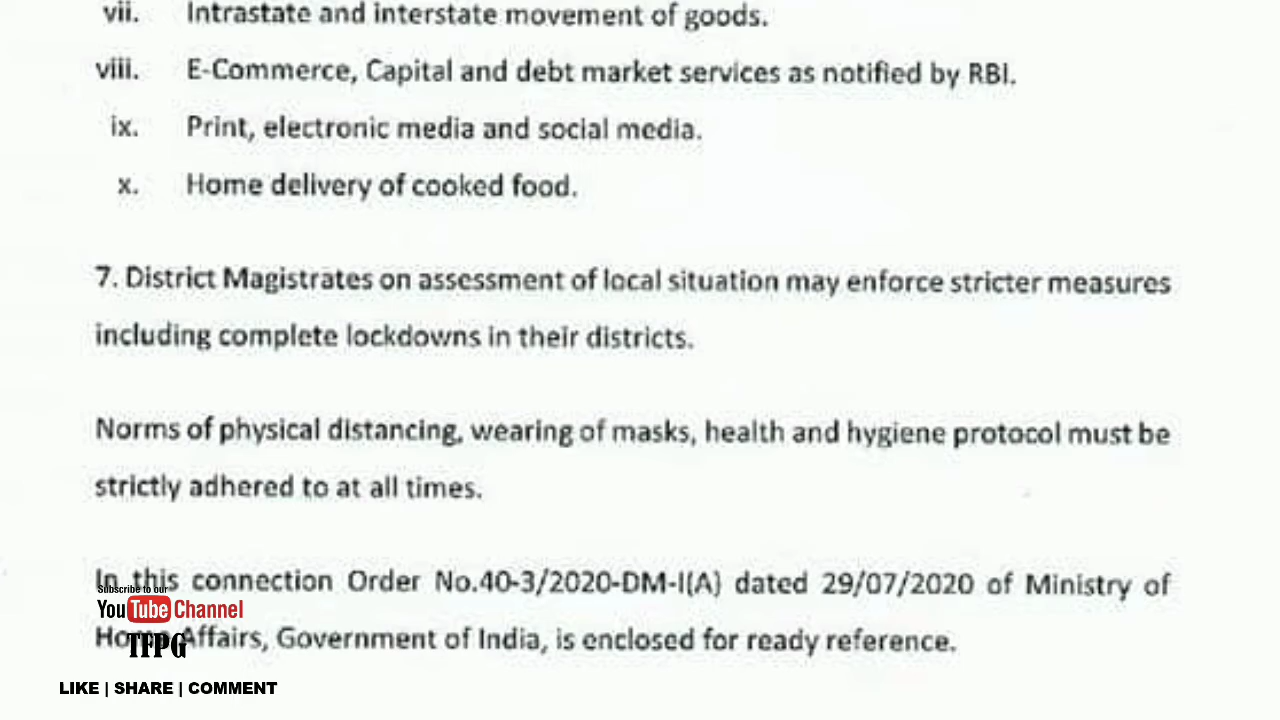 vii. Intrastate and interstate movement of goods.
viii. E-Commerce, Capital and debt market services as notified by RBI.
ix. Print, electronic media and social media.
x. Home delivery of cooked food.
7. District Magistrates on assessment of local situation may enforce stricter measures
including complete lockdowns in their districts.
Norms of physical distancing, wearing of masks, health and hygiene protocol must be
strictly adhered to at all times.
In this connection Order No.40-3/2020-DM-I(A) dated 29/07/2020 of Ministry of
Home Affairs, Government of India, is enclosed for ready reference.
Subscribe to our
YouTube Channel
TFPG
LIKE | SHARE | COMMENT